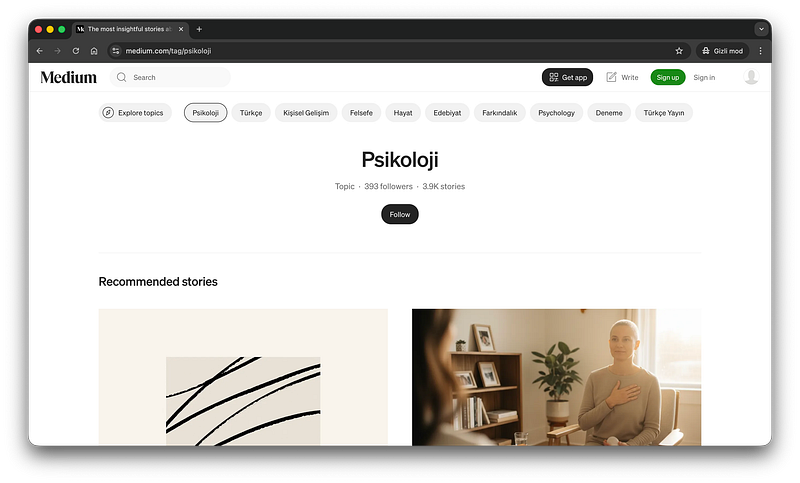 The most insightful stories ab
medium.com/tag/psikoloji
Gizli mod
Medium
Search
Get app
Write
Sign up
Sign in
Explore topics
Psikoloji
Türkçe
Kişisel Gelişim
Felsefe
Hayat
Edebiyat
Farkındalık
Psychology
Deneme
Türkçe Yayın
Psikoloji
Topic · 393 followers · 3.9K stories
Follow
Recommended stories